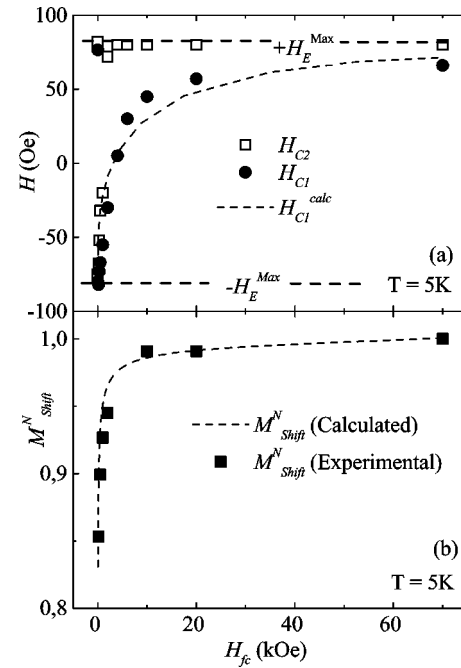 100
+H_E^Max
50
H (Oe)
0
H_C2
H_C1
H_C1^calc
-50
(a)
-H_E^Max
T = 5K
-100
1,0
M^N_Shift
M^N_Shift (Calculated)
0,9
M^N_Shift (Experimental)
(b)
T = 5K
0,8
0 20 40 60
H_fc (kOe)